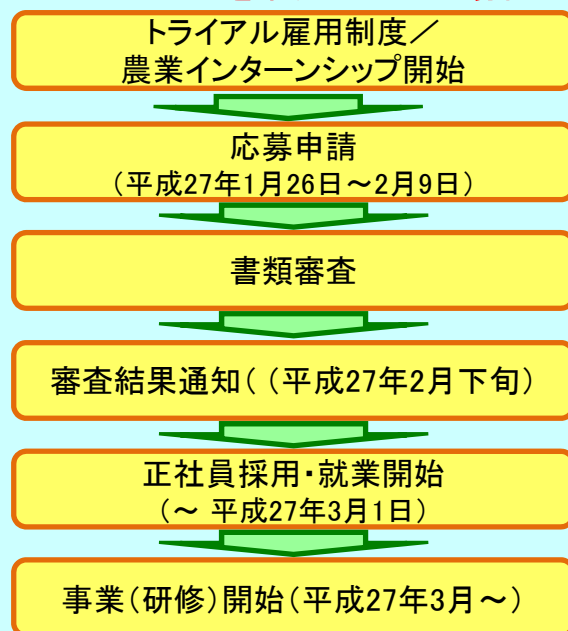 トライアル雇用制度／
農業インターンシップ開始
応募申請
（平成27年1月26日～2月9日）
書類審査
審査結果通知（（平成27年2月下旬）
正社員採用・就業開始
（～ 平成27年3月1日）
事業（研修）開始（平成27年3月～）